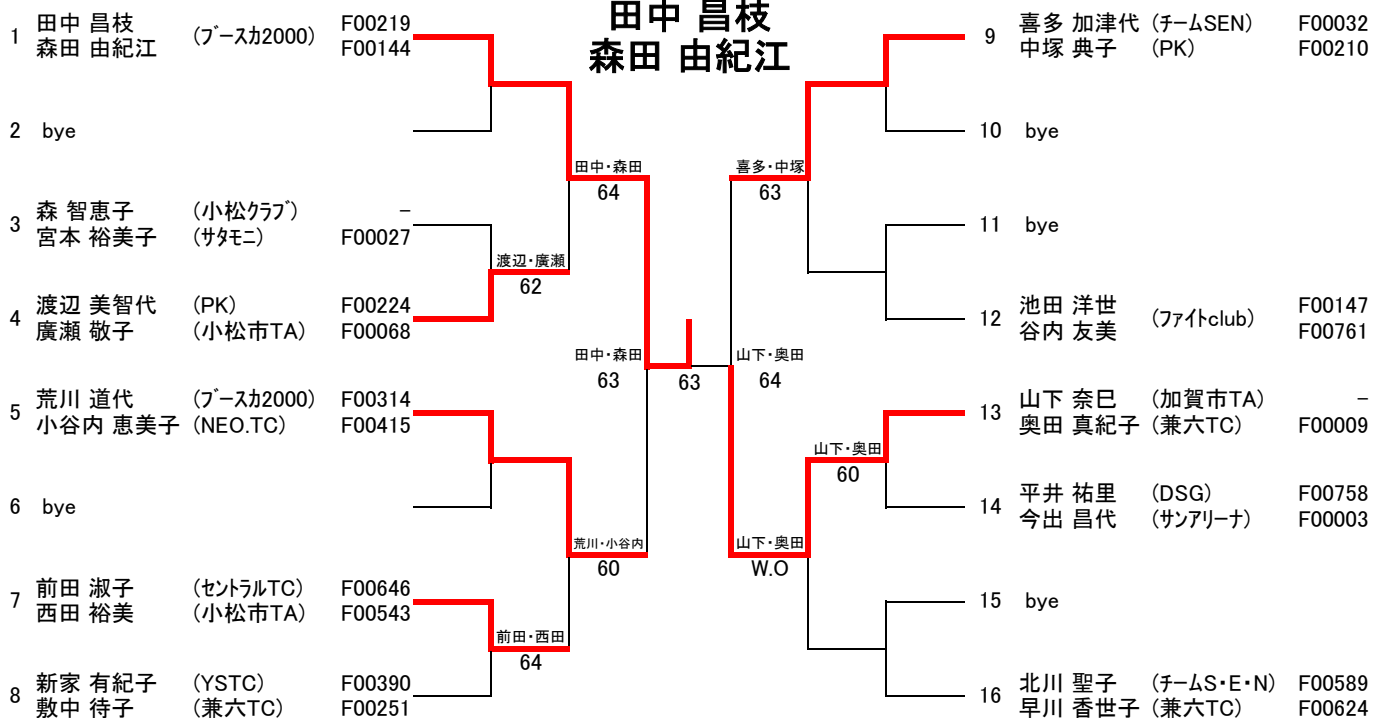 田中 昌枝
森田 由紀江
1 田中 昌枝 (ﾌﾞｰｽｶ2000) F00219
森田 由紀江 F00144
2 bye
3 森 智恵子 (小松ｸﾗﾌﾞ) -
宮本 裕美子 (ｻﾀﾓﾆ) F00027
4 渡辺 美智代 (PK) F00224
廣瀬 敬子 (小松市TA) F00068
5 荒川 道代 (ﾌﾞｰｽｶ2000) F00314
小谷内 恵美子 (NEO.TC) F00415
6 bye
7 前田 淑子 (ｾﾝﾄﾗﾙTC) F00646
西田 裕美 (小松市TA) F00543
8 新家 有紀子 (YSTC) F00390
敷中 待子 (兼六TC) F00251
渡辺・廣瀬
62
前田・西田
64
田中・森田
64
荒川・小谷内
60
田中・森田
63
63
山下・奥田
64
喜多・中塚
63
山下・奥田
W.O
山下・奥田
60
9 喜多 加津代 (ﾁｰﾑSEN) F00032
中塚 典子 (PK) F00210
10 bye
11 bye
12 池田 洋世 (ﾌｧｲﾄclub) F00147
谷内 友美 F00761
13 山下 奈巳 (加賀市TA) -
奥田 真紀子 (兼六TC) F00009
14 平井 祐里 (DSG) F00758
今出 昌代 (ｻﾝｱﾘｰﾅ) F00003
15 bye
16 北川 聖子 (ﾁｰﾑS・E・N) F00589
早川 香世子 (兼六TC) F00624